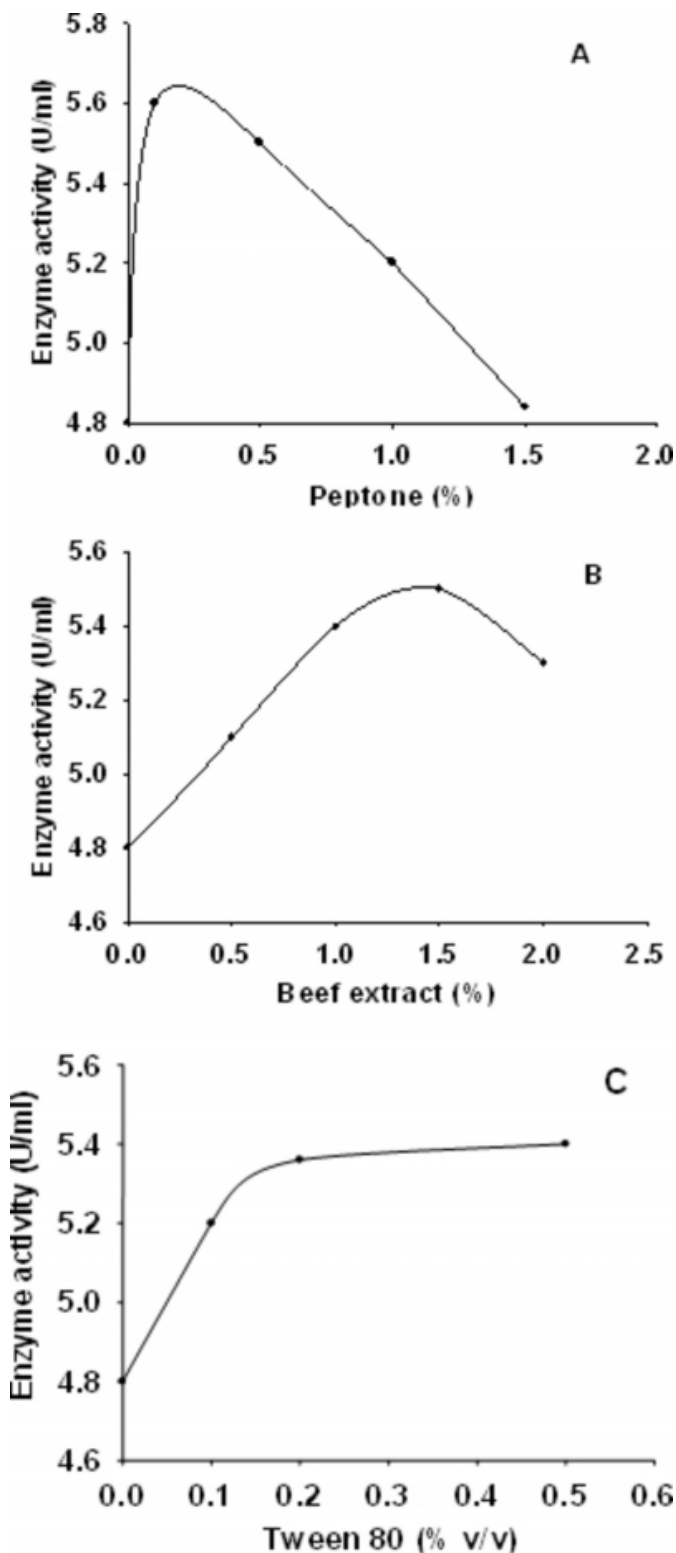 A
Enzyme activity (U/ml)
5.8
5.6
5.4
5.2
5.0
4.8
0.0 0.5 1.0 1.5 2.0
Peptone (%)
B
Enzyme activity (U/ml)
5.6
5.4
5.2
5.0
4.8
4.6
0.0 0.5 1.0 1.5 2.0 2.5
Beef extract (%)
C
Enzyme activity (U/ml)
5.6
5.4
5.2
5.0
4.8
4.6
0.0 0.1 0.2 0.3 0.4 0.5 0.6
Tween 80 (% v/v)